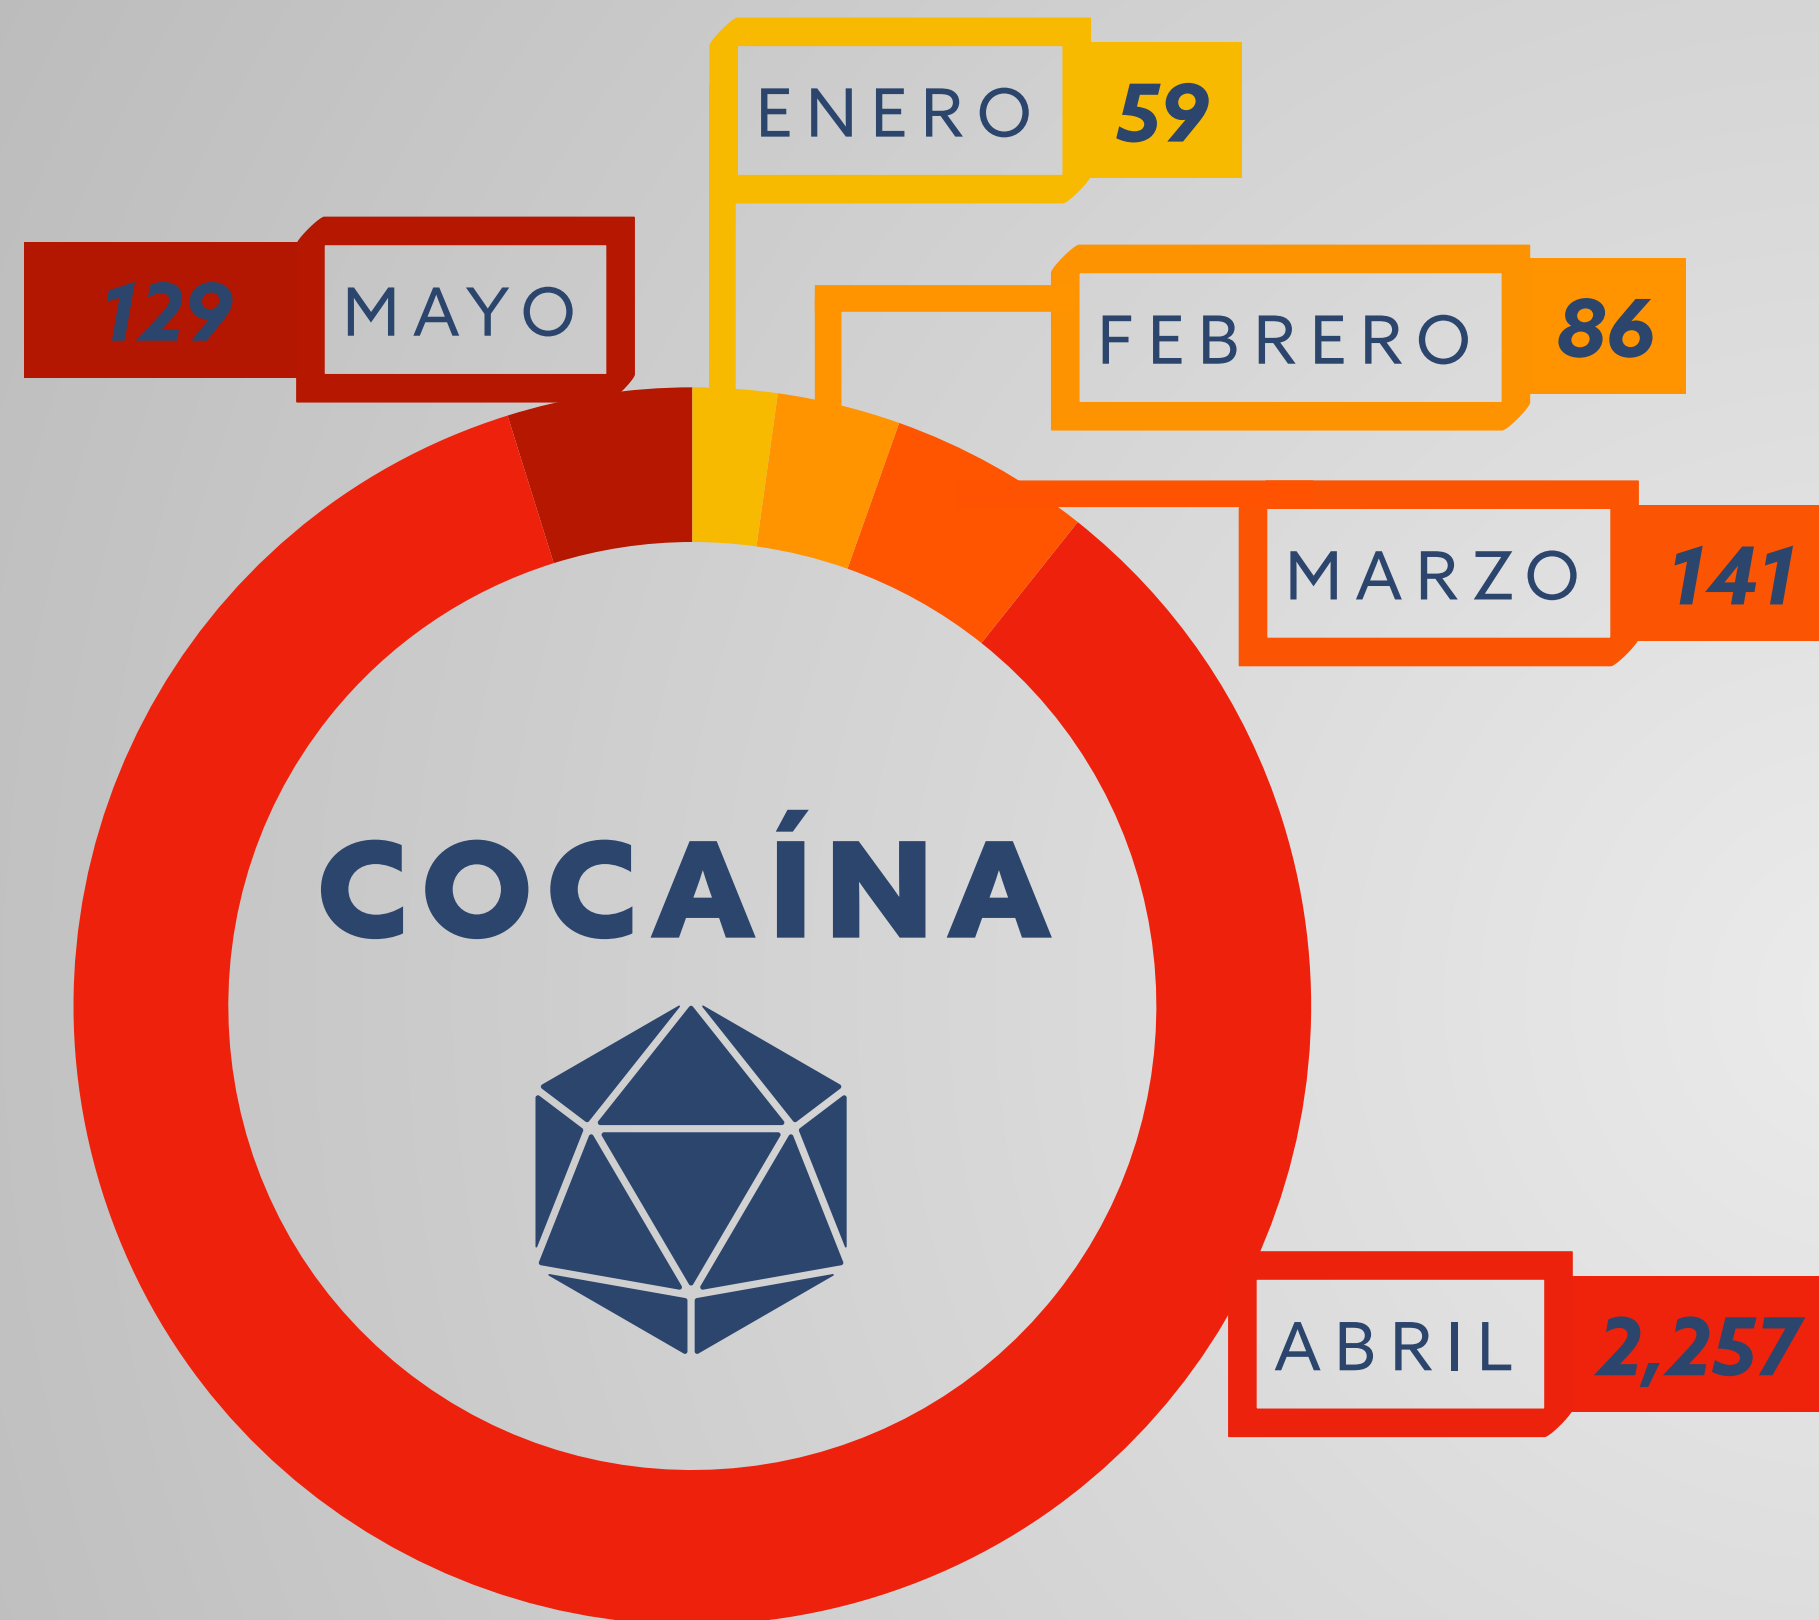 ENERO 59
129 MAYO
FEBRERO 86
MARZO 141
COCAÍNA
ABRIL 2,257